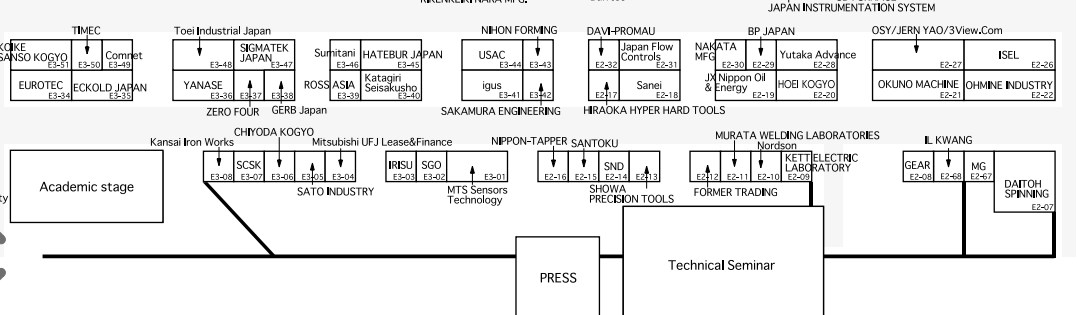 JAPAN INSTRUMENTATION SYSTEM
TIMEC
KOIKE
SANSO KOGYO
E3-51
E3-50
Comnet
E3-49
EUROTEC
E3-34
ECKOLD JAPAN
E3-35
Toei Industrial Japan
E3-48
SIGMATEK
JAPAN
E3-47
YANASE
E3-36
E3-37
E3-38
ZERO FOUR
GERB Japan
Sumitani
E3-46
HATEBUR JAPAN
E3-45
ROSS ASIA
E3-39
Katagiri
Seisakusho
E3-40
NIHON FORMING
USAC
E3-44
E3-43
igus
E3-41
E3-42
SAKAMURA ENGINEERING
DAVI-PROMAU
E2-32
Japan Flow
Controls
E2-31
E2-17
Sanei
E2-18
HIRAOKA HYPER HARD TOOLS
BP JAPAN
NAKATA
MFG
E2-30
E2-29
Yutaka Advance
E2-28
JX Nippon Oil
& Energy
E2-19
HOEI KOGYO
E2-20
OSY/JERN YAO/3View.Com
E2-27
ISEL
E2-26
OKUNO MACHINE
E2-21
OHMINE INDUSTRY
E2-22
Academic stage
Kansai Iron Works
CHIYODA KOGYO
Mitsubishi UFJ Lease&Finance
E3-08
SCSK
E3-07
E3-06
E3-05
E3-04
SATO INDUSTRY
IRISU
E3-03
SGO
E3-02
E3-01
MTS Sensors
Technology
NIPPON-TAPPER
SANTOKU
E2-16
E2-15
SND
E2-14
E2-13
SHOWA
PRECISION TOOLS
MURATA WELDING LABORATORIES
Nordson
E2-12
E2-11
E2-10
KETT ELECTRIC
LABORATORY
E2-09
FORMER TRADING
IL KWANG
GEAR
E2-08
E2-68
MG
E2-67
DAITOH
SPINNING
E2-07
PRESS
Technical Seminar